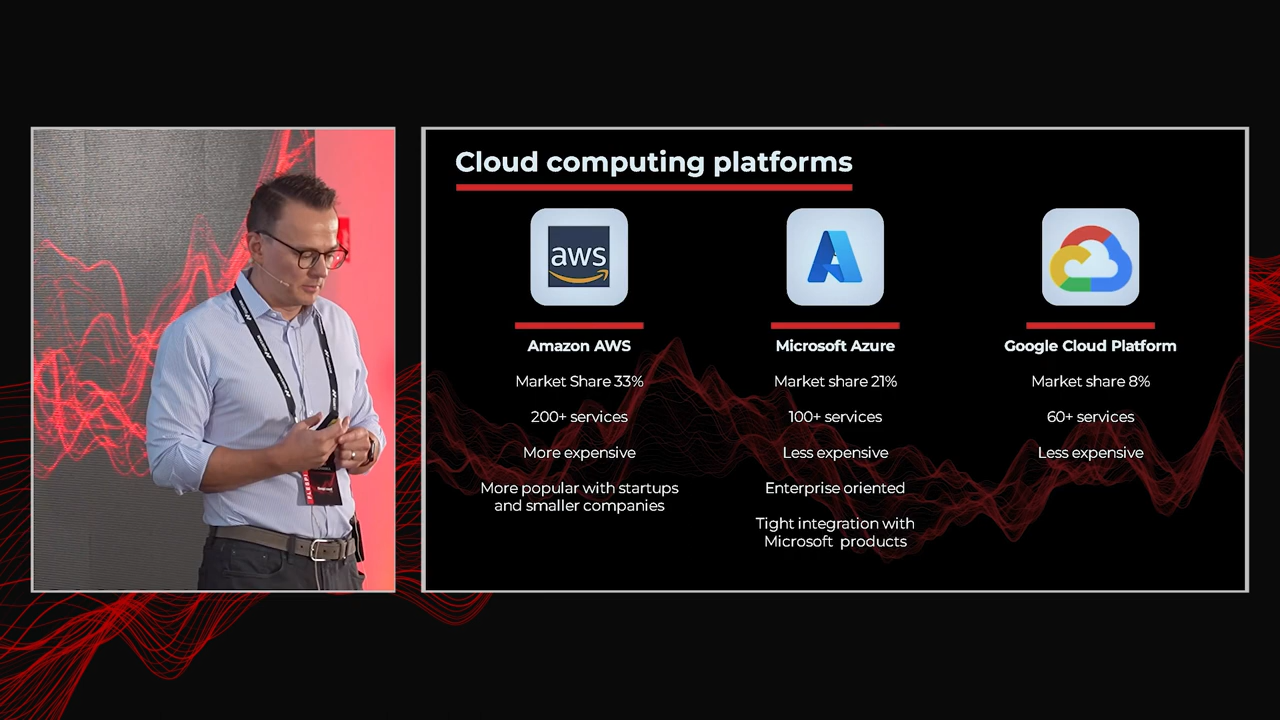 Cloud computing platforms
aws
Amazon AWS
Market Share 33%
200+ services
More expensive
More popular with startups
and smaller companies
Microsoft Azure
Market share 21%
100+ services
Less expensive
Enterprise oriented
Tight integration with
Microsoft products
Google Cloud Platform
Market share 8%
60+ services
Less expensive